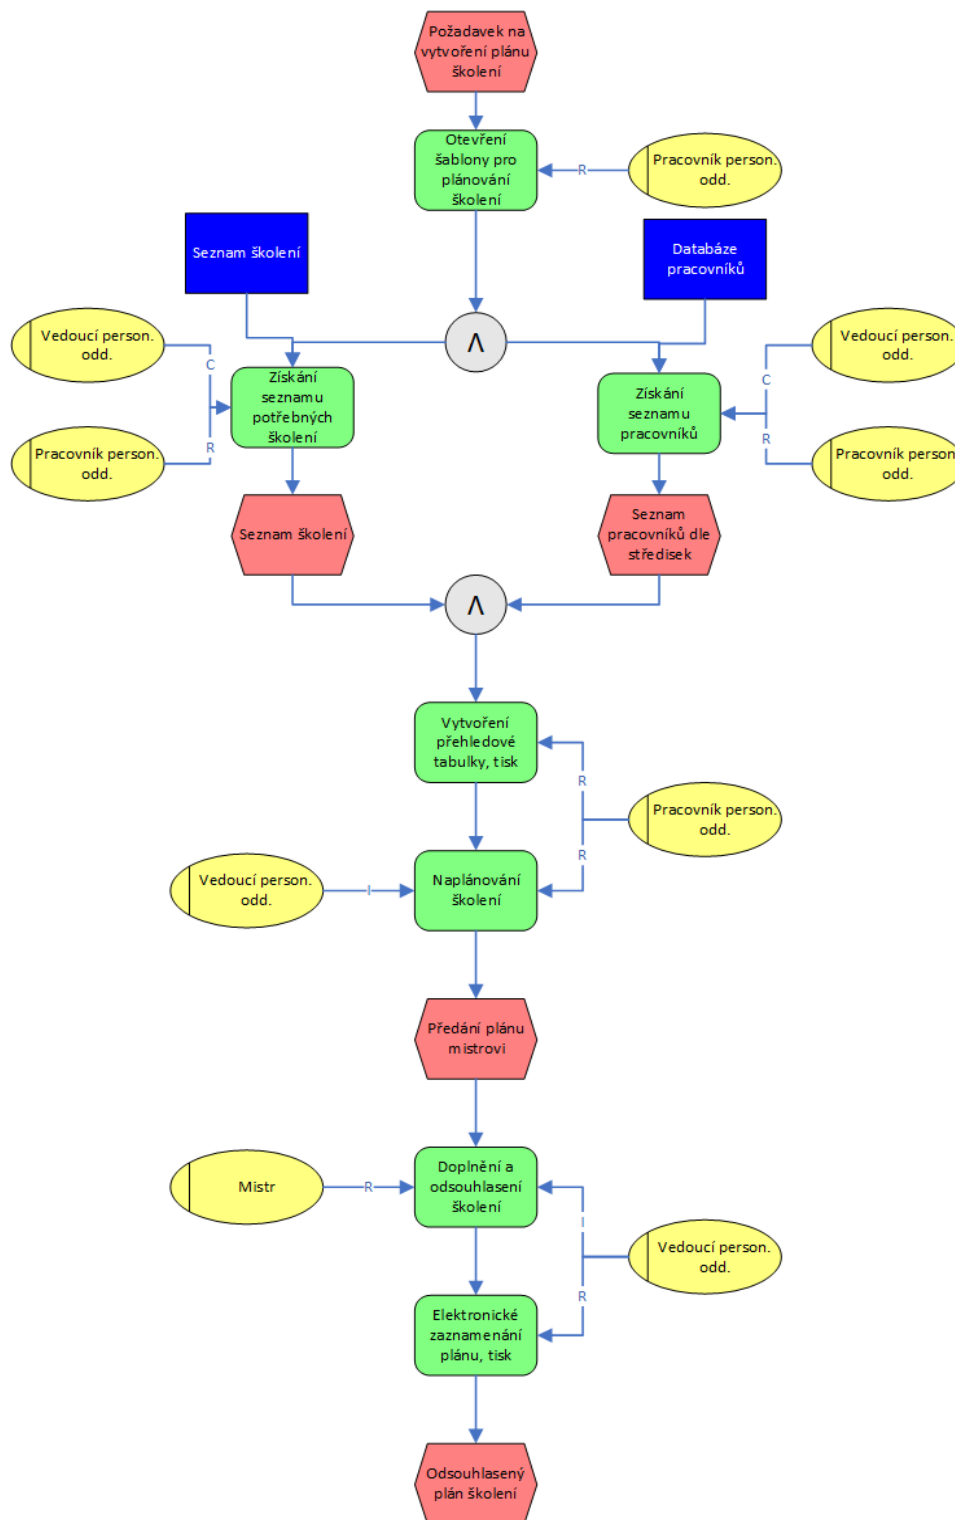 Požadavek na
vytvoření plánu
školení
Otevření
šablony pro
plánování
školení
R
Pracovník person.
odd.
Seznam školení
Databáze
pracovníků
Λ
Vedoucí person.
odd.
C
Pracovník person.
odd.
R
Získání
seznamu
potřebných
školení
Získání
seznamu
pracovníků
Vedoucí person.
odd.
C
Pracovník person.
odd.
R
Seznam školení
Seznam
pracovníků dle
středisek
Λ
Vytvoření
přehledové
tabulky, tisk
R
Pracovník person.
odd.
R
Vedoucí person.
odd.
I
Naplánování
školení
Předání plánu
mistrovi
Mistr
R
Doplnění a
odsouhlasení
školení
I
Vedoucí person.
odd.
R
Elektronické
zaznamenání
plánu, tisk
Odsouhlasený
plán školení